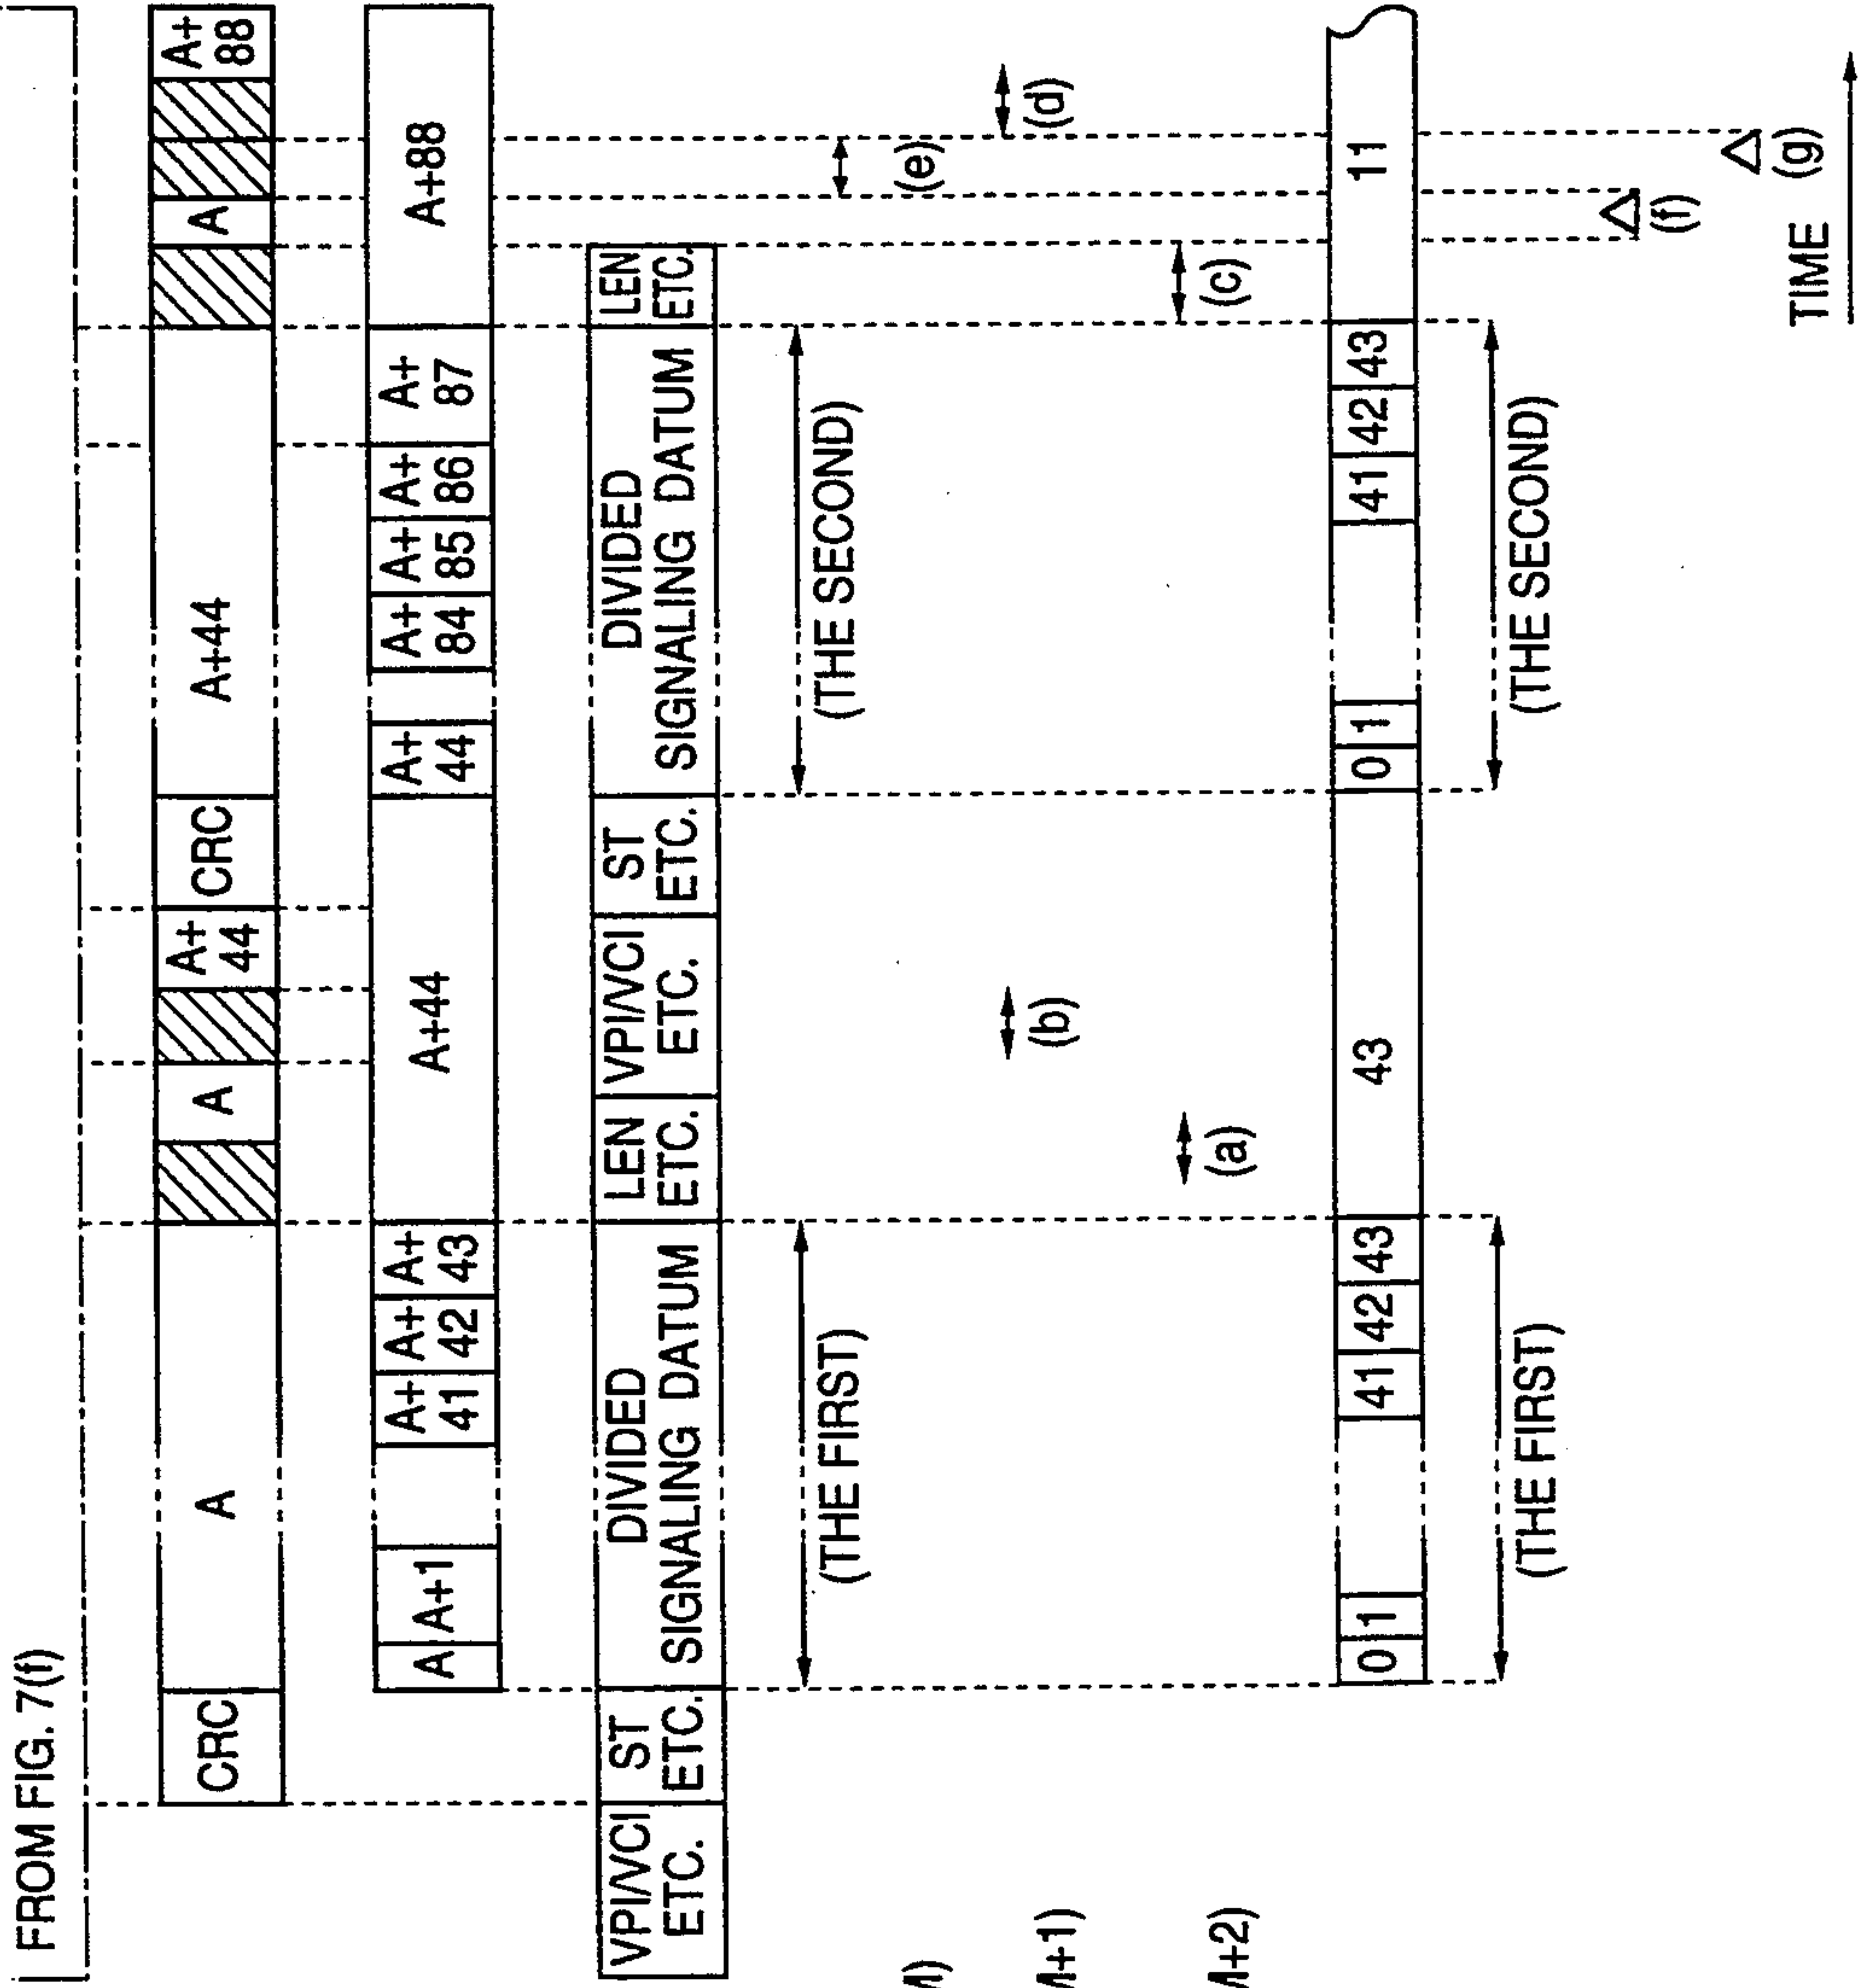 FROM FIG. 7(f)
CRC
A
A
A+
44
CRC
A+44
A
A+
88
A
A+1
A+
41
A+
42
A+
43
A+44
A+
44
A+
84
A+
85
A+
86
A+
87
A+88
VPI/VCI
ETC.
ST
ETC.
DIVIDED
SIGNALING DATUM
LEN
ETC.
VPI/VCI
ETC.
ST
ETC.
DIVIDED
SIGNALING DATUM
LEN
ETC.
(THE FIRST)
(THE SECOND)
(e)
M)
(b)
(d)
M+1)
(a)
(c)
M+2)
0
1
41
42
43
43
0
1
41
42
43
11
(THE FIRST)
(THE SECOND)
(f)
(g)
TIME